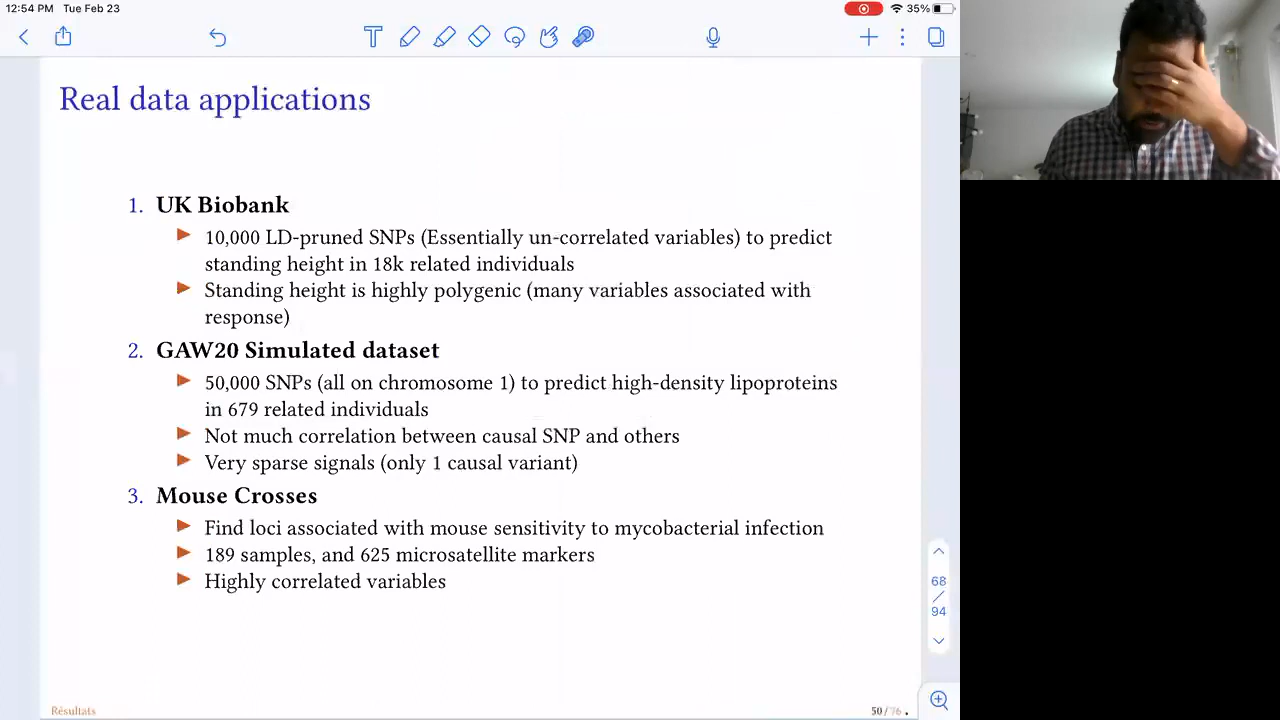 12:54 PM Tue Feb 23
35%
Real data applications
1. UK Biobank
10,000 LD-pruned SNPs (Essentially un-correlated variables) to predict
standing height in 18k related individuals
Standing height is highly polygenic (many variables associated with
response)
2. GAW20 Simulated dataset
50,000 SNPs (all on chromosome 1) to predict high-density lipoproteins
in 679 related individuals
Not much correlation between causal SNP and others
Very sparse signals (only 1 causal variant)
3. Mouse Crosses
Find loci associated with mouse sensitivity to mycobacterial infection
189 samples, and 625 microsatellite markers
Highly correlated variables
68
/
94
Résultats
50 / 76